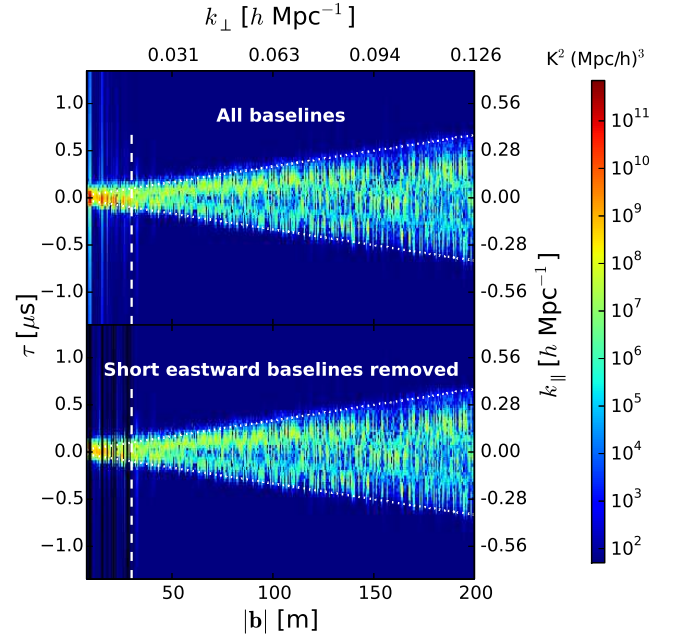 k⊥ [h Mpc⁻¹]
0.031 0.063 0.094 0.126
K² (Mpc/h)³
All baselines
1.0 0.56
0.5 0.28
0.0 0.00
−0.5 -0.28
−1.0 -0.56
Short eastward baselines removed
1.0 0.56
0.5 0.28
0.0 0.00
−0.5 -0.28
−1.0 -0.56
τ [μs]
k∥ [h Mpc⁻¹]
50 100 150 200
|b| [m]
10¹¹
10¹⁰
10⁹
10⁸
10⁷
10⁶
10⁵
10⁴
10³
10²